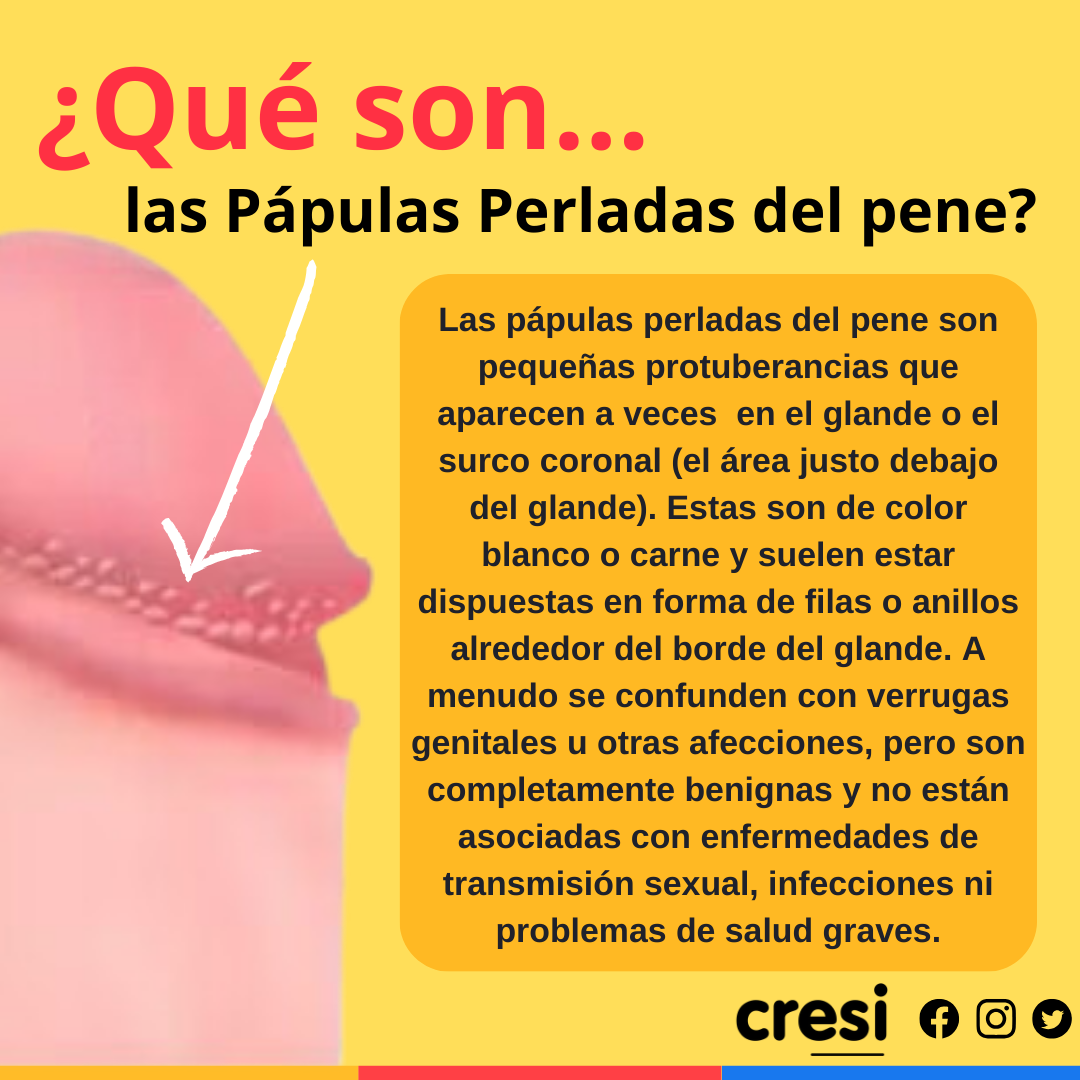 ¿Qué son...
las Pápulas Perladas del pene?
Las pápulas perladas del pene son
pequeñas protuberancias que
aparecen a veces  en el glande o el
surco coronal (el área justo debajo
del glande). Estas son de color
blanco o carne y suelen estar
dispuestas en forma de filas o anillos
alrededor del borde del glande. A
menudo se confunden con verrugas
genitales u otras afecciones, pero son
completamente benignas y no están
asociadas con enfermedades de
transmisión sexual, infecciones ni
problemas de salud graves.
cresi